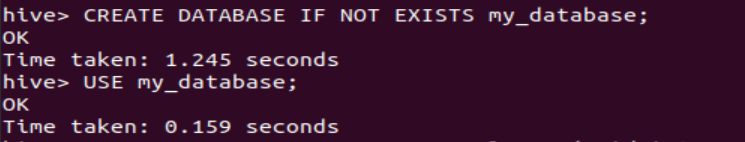 hive> CREATE DATABASE IF NOT EXISTS my_database;
OK
Time taken: 1.245 seconds
hive> USE my_database;
OK
Time taken: 0.159 seconds